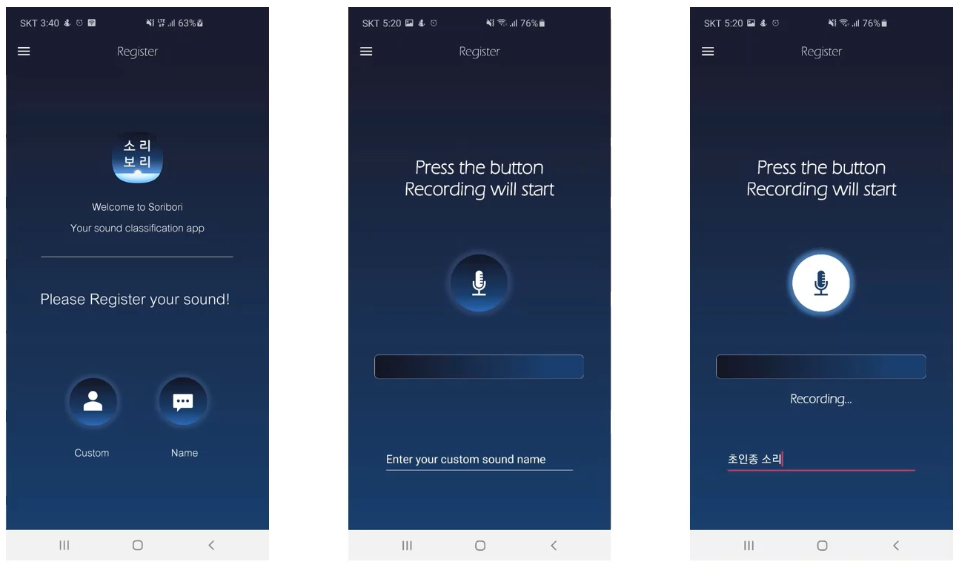 SKT 3:40
63%
Register
소리
보리
Welcome to Soribori
Your sound classification app
Please Register your sound!
Custom
Name
SKT 5:20
76%
Register
Press the button
Recording will start
Enter your custom sound name
SKT 5:20
76%
Register
Press the button
Recording will start
Recording...
초인종 소리